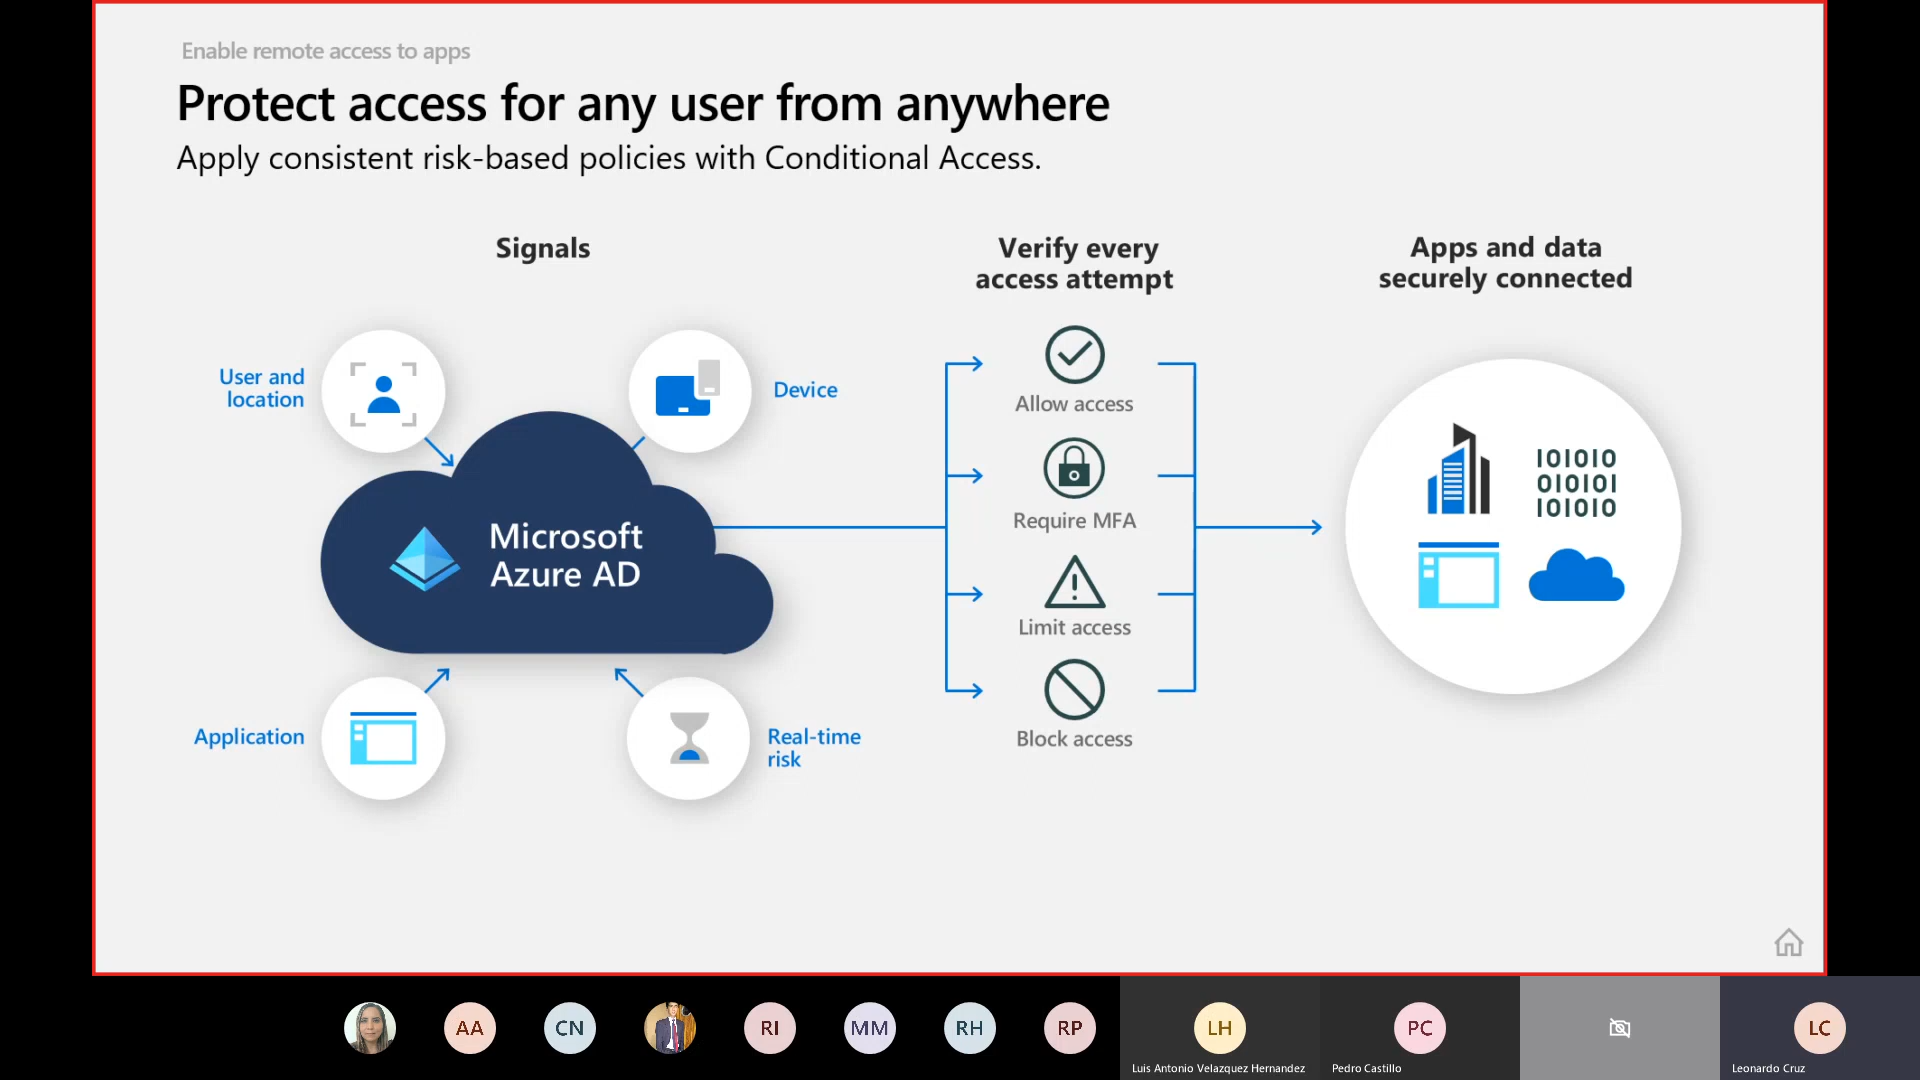 Enable remote access to apps
Protect access for any user from anywhere
Apply consistent risk-based policies with Conditional Access.
Signals
Verify every
access attempt
Apps and data
securely connected
User and
location
Device
Microsoft
Azure AD
Application
Real-time
risk
Allow access
Require MFA
Limit access
Block access
101010
010101
101010
AA
CN
RI
MM
RH
RP
LH
PC
LC
Luis Antonio Velazquez Hernandez
Pedro Castillo
Leonardo Cruz